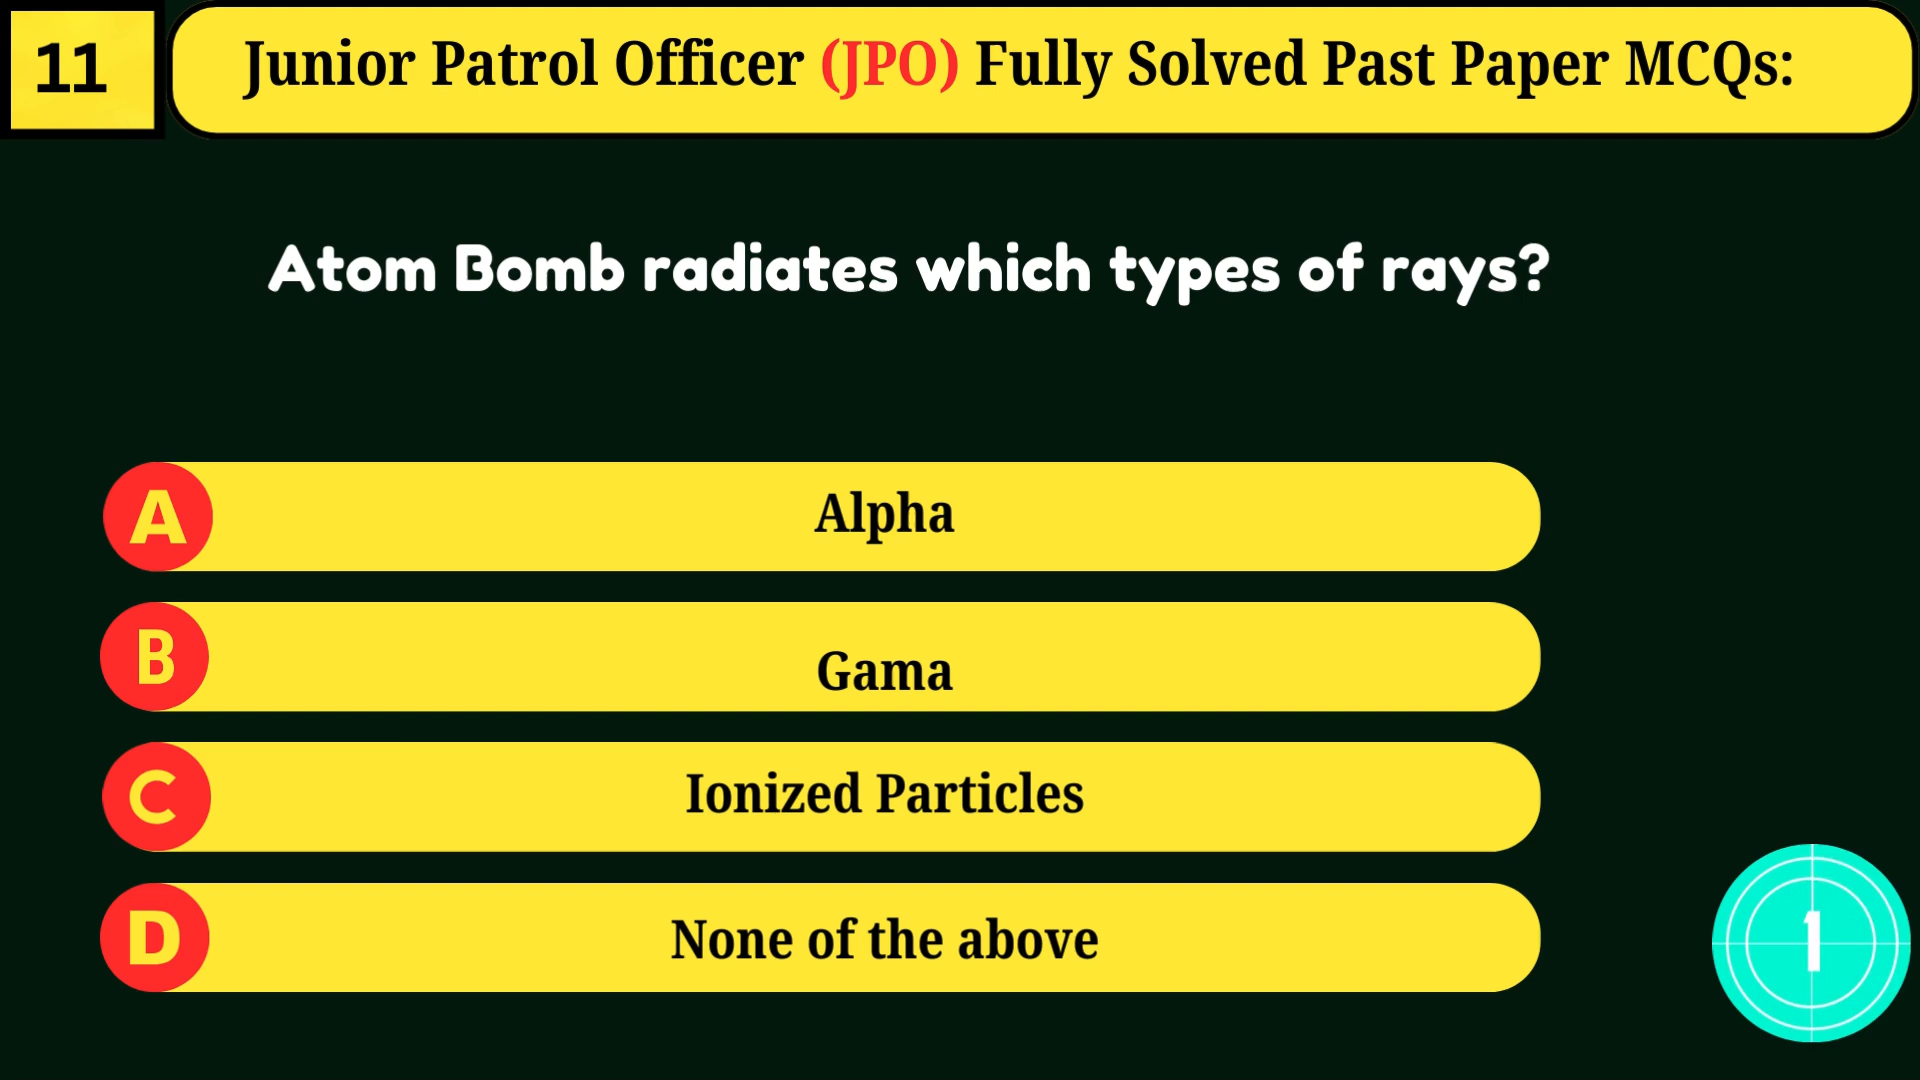 11
Junior Patrol Officer (JPO) Fully Solved Past Paper MCQs:
Atom Bomb radiates which types of rays?
A
Alpha
B
Gama
C
Ionized Particles
D
None of the above
1